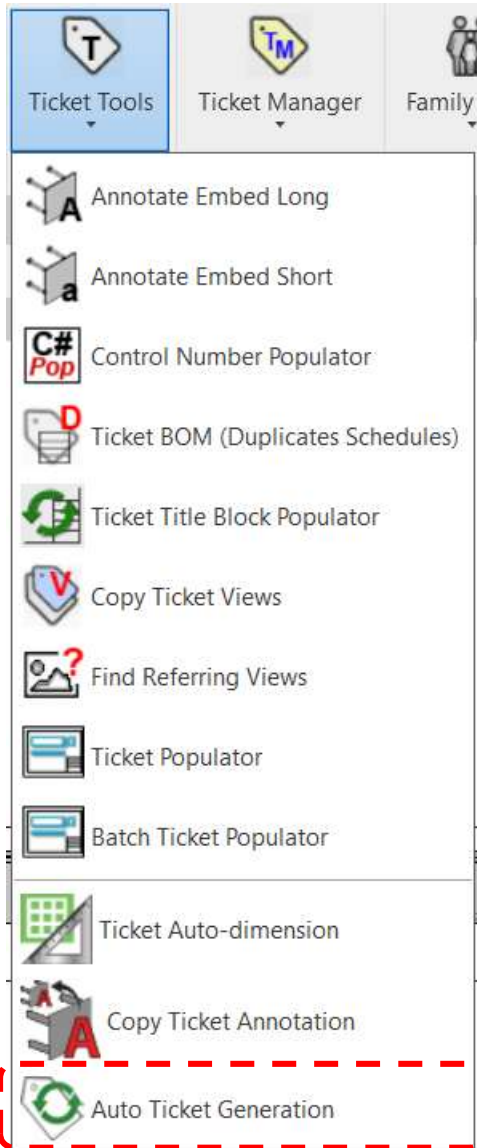 T
TM
Ticket Tools
Ticket Manager
Family
A
Annotate Embed Long
a
Annotate Embed Short
C#
Pop
Control Number Populator
D
Ticket BOM (Duplicates Schedules)
Ticket Title Block Populator
V
Copy Ticket Views
?
Find Referring Views
Ticket Populator
Batch Ticket Populator
Ticket Auto-dimension
A
A
Copy Ticket Annotation
Auto Ticket Generation